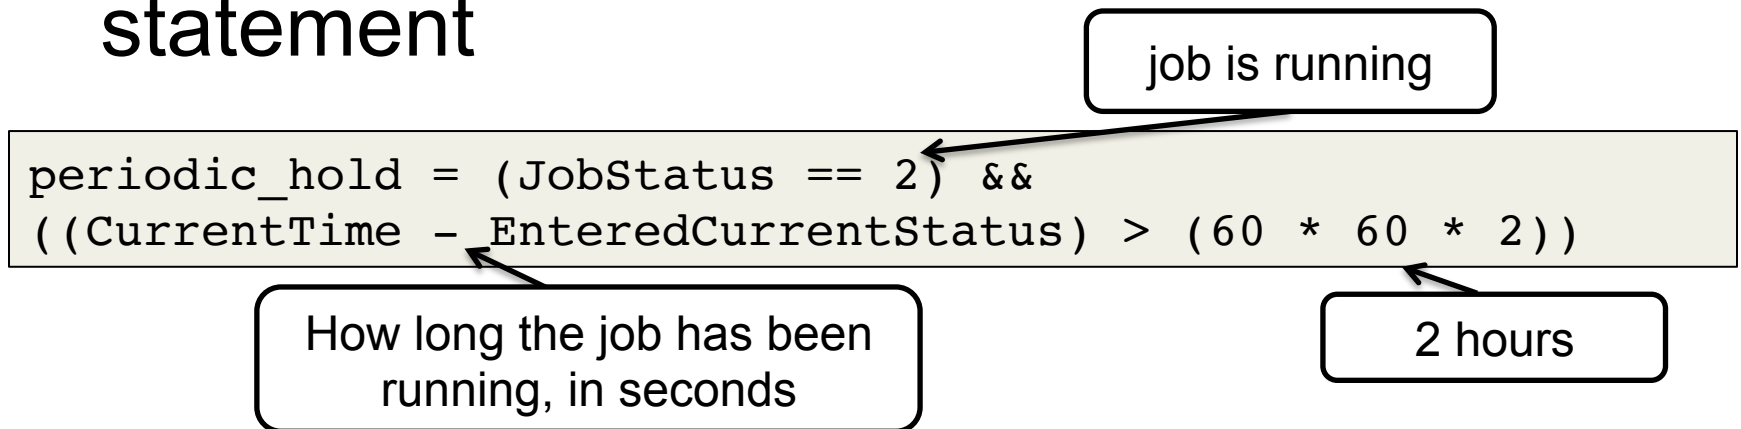 statement
job is running
periodic_hold = (JobStatus == 2) &&
((CurrentTime - EnteredCurrentStatus) > (60 * 60 * 2))
How long the job has been
running, in seconds
2 hours